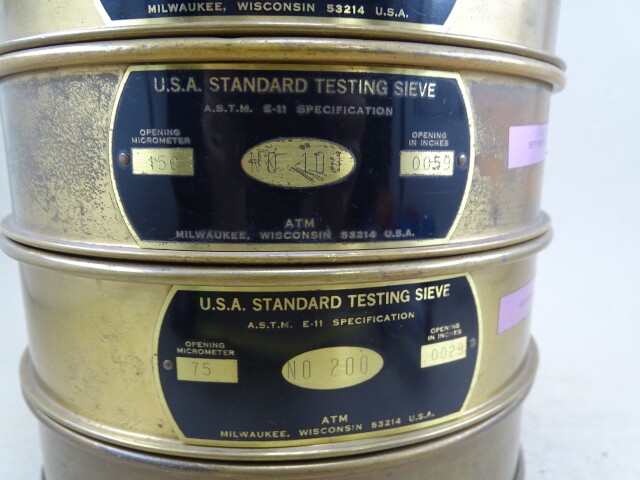 MILWAUKEE, WISCONSIN 53214 U.S.A.
U.S.A. STANDARD TESTING SIEVE
A.S.T.M. E-11 SPECIFICATION
OPENING
MICROMETER
150
NO 100
OPENING
IN INCHES
0059
ATM
MILWAUKEE, WISCONSIN 53214 U.S.A.
U.S.A. STANDARD TESTING SIEVE
A.S.T.M. E-11 SPECIFICATION
OPENING
MICROMETER
75
NO 200
OPENING
IN INCHES
.0029
ATM
MILWAUKEE, WISCONSIN 53214 U.S.A.